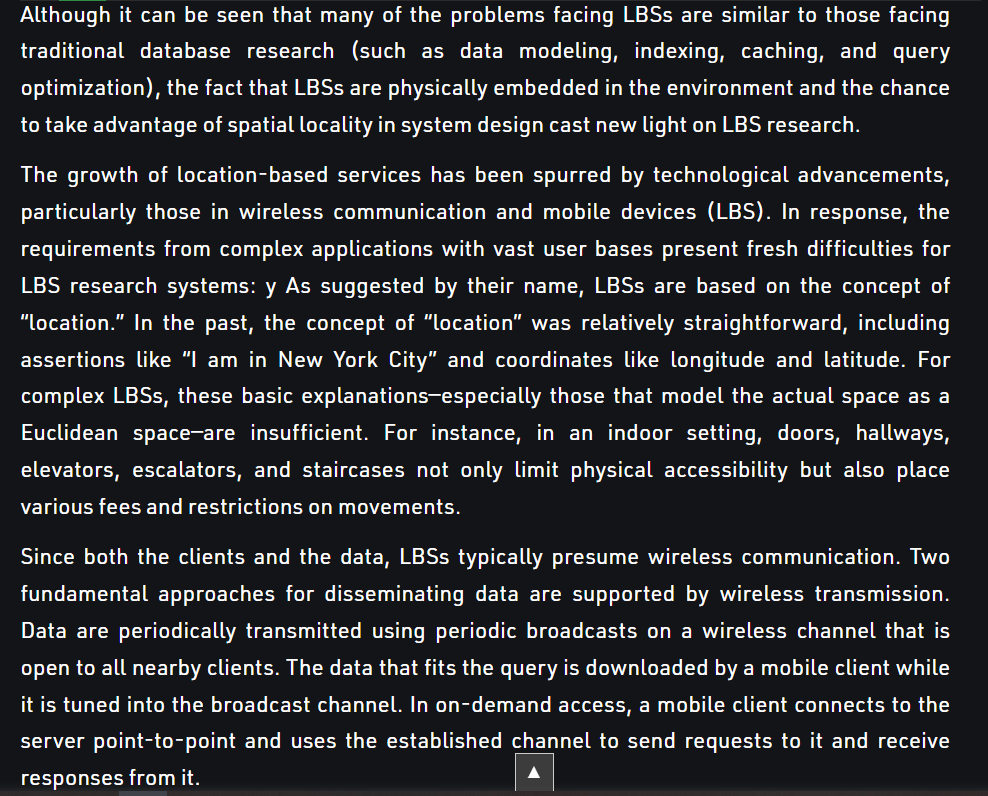 Although it can be seen that many of the problems facing LBSs are similar to those facing
traditional database research (such as data modeling, indexing, caching, and query
optimization), the fact that LBSs are physically embedded in the environment and the chance
to take advantage of spatial locality in system design cast new light on LBS research.
The growth of location-based services has been spurred by technological advancements,
particularly those in wireless communication and mobile devices (LBS). In response, the
requirements from complex applications with vast user bases present fresh difficulties for
LBS research systems: y As suggested by their name, LBSs are based on the concept of
“location.” In the past, the concept of “location” was relatively straightforward, including
assertions like “I am in New York City” and coordinates like longitude and latitude. For
complex LBSs, these basic explanations—especially those that model the actual space as a
Euclidean space—are insufficient. For instance, in an indoor setting, doors, hallways,
elevators, escalators, and staircases not only limit physical accessibility but also place
various fees and restrictions on movements.
Since both the clients and the data, LBSs typically presume wireless communication. Two
fundamental approaches for disseminating data are supported by wireless transmission.
Data are periodically transmitted using periodic broadcasts on a wireless channel that is
open to all nearby clients. The data that fits the query is downloaded by a mobile client while
it is tuned into the broadcast channel. In on-demand access, a mobile client connects to the
server point-to-point and uses the established channel to send requests to it and receive
responses from it.